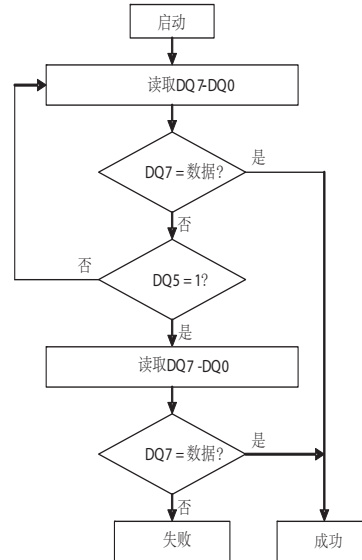 启动
读取DQ7-DQ0
DQ7 = 数据?
是
否
否
DQ5 = 1?
是
读取DQ7 -DQ0
DQ7 = 数据?
是
否
失败
成功